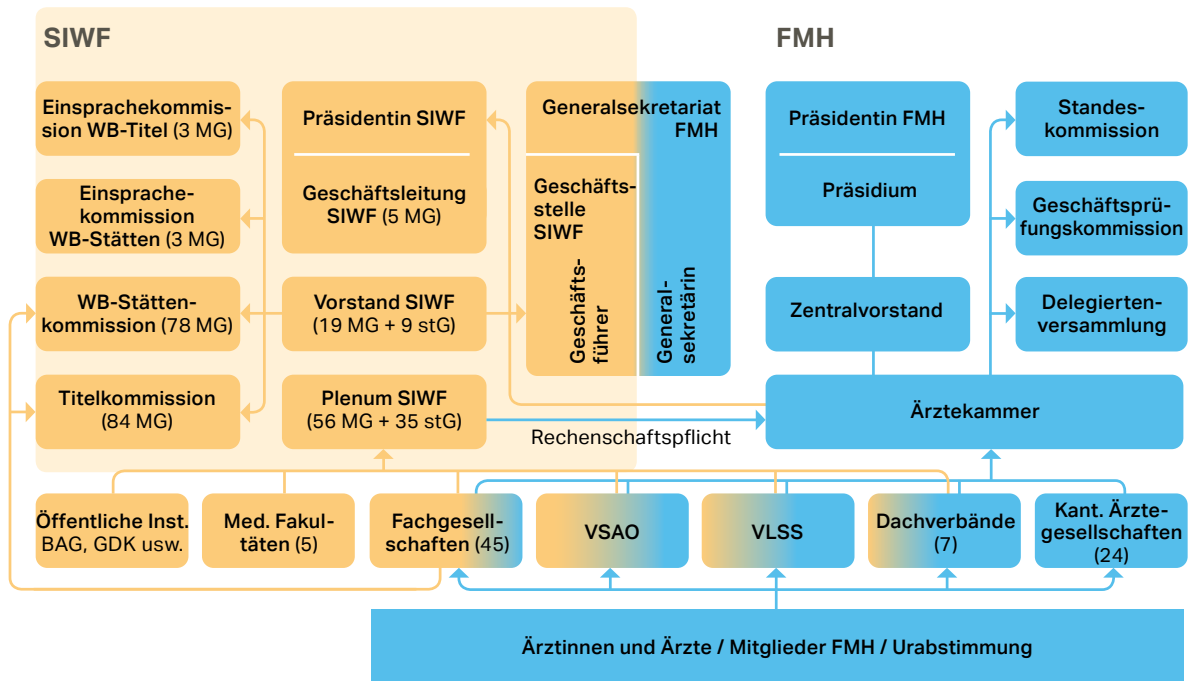 SIWF
FMH
Einsprachekommis-
sion WB-Titel (3 MG)
Präsidentin SIWF
Generalsekretariat
FMH
Präsidentin FMH
Standes-
kommission
Einsprache-
kommission
WB-Stätten (3 MG)
Geschäftsleitung
SIWF (5 MG)
Geschäfts-
stelle
SIWF
Präsidium
Geschäftsprü-
fungskommission
WB-Stätten-
kommission (78 MG)
Vorstand SIWF
(19 MG + 9 stG)
Geschäfts-
führer
General-
sekretärin
Zentralvorstand
Delegierten-
versammlung
Titelkommission
(84 MG)
Plenum SIWF
(56 MG + 35 stG)
Rechenschaftspflicht
Ärztekammer
Öffentliche Inst.
BAG, GDK usw.
Med. Fakul-
täten (5)
Fachgesell-
schaften (45)
VSAO
VLSS
Dachverbände
(7)
Kant. Ärzte-
gesellschaften
(24)
Ärztinnen und Ärzte / Mitglieder FMH / Urabstimmung